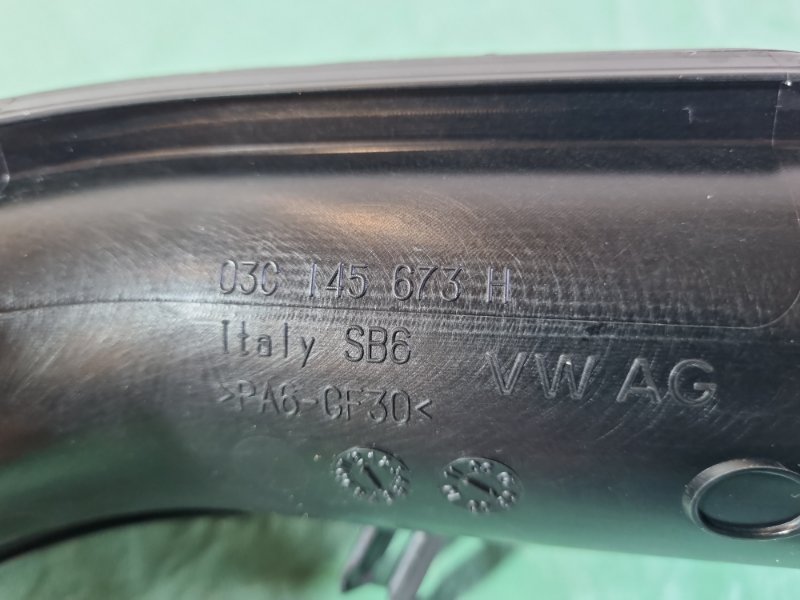 03C 145 673 H
Italy SB6
>PA6-GF30<
VW AG